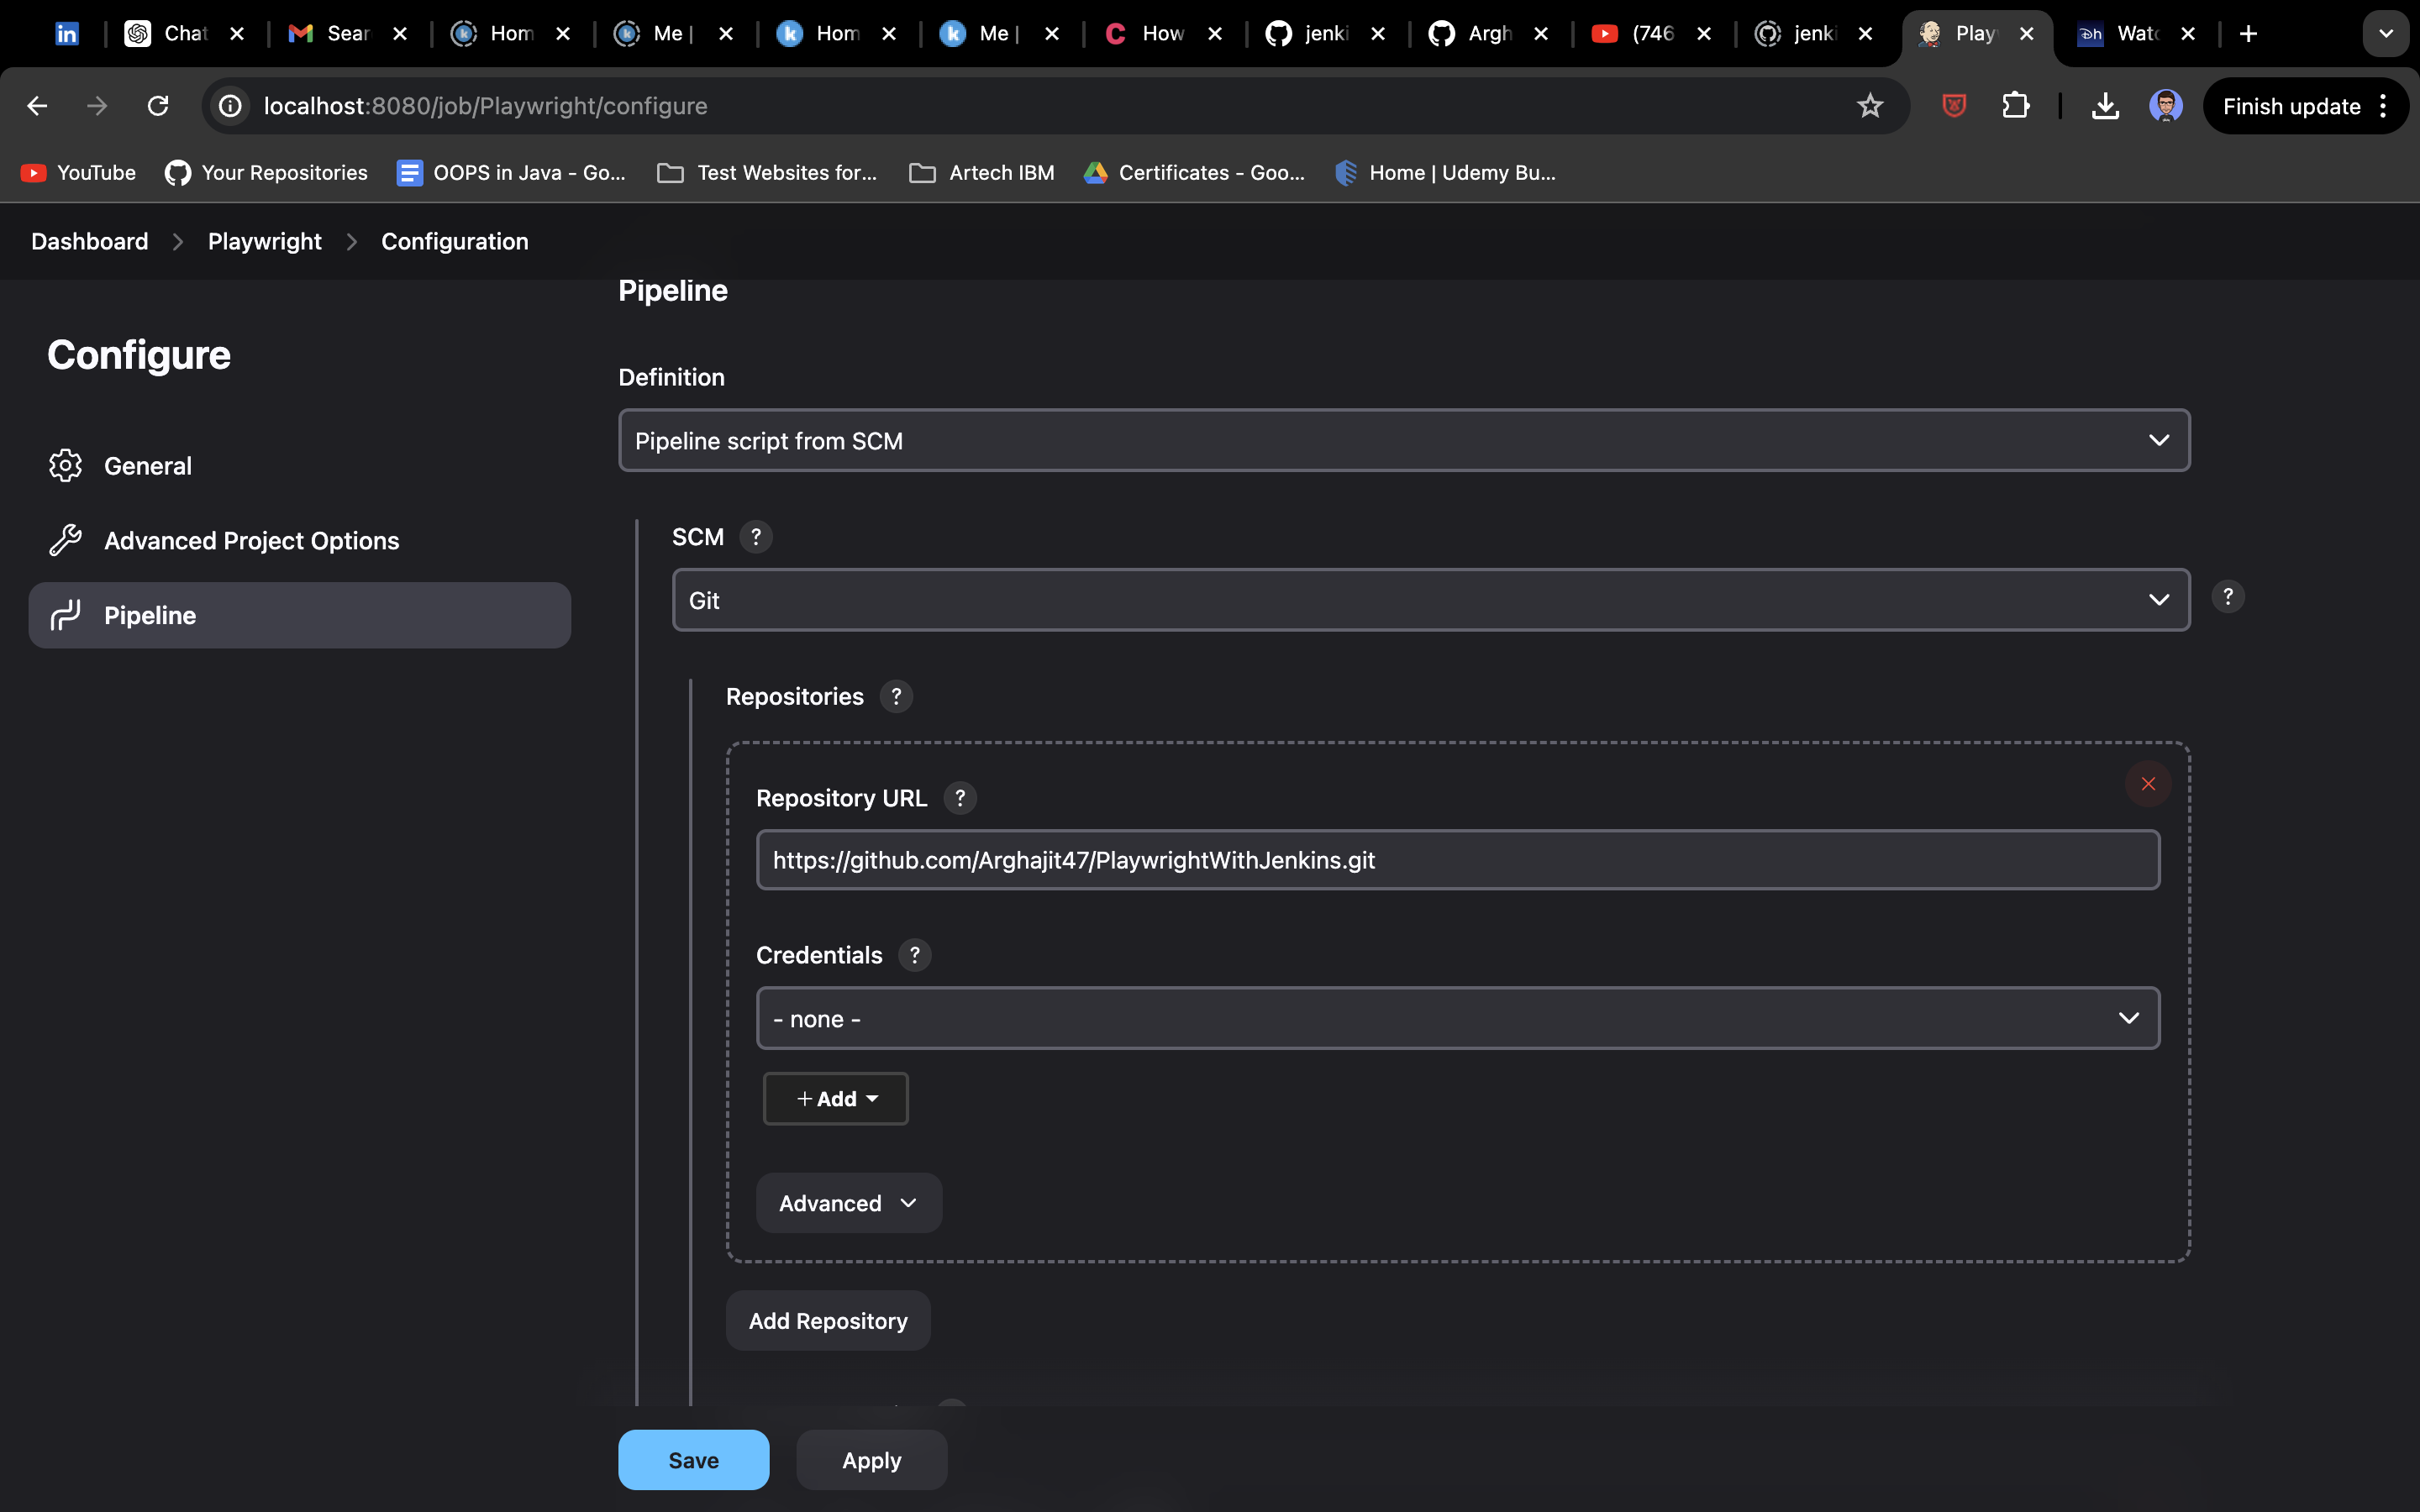 Chat
Sear
Hom
Me |
Hom
Me |
How
jenki
Argh
(746
jenki
Play
Wat
localhost:8080/job/Playwright/configure
Finish update
YouTube
Your Repositories
OOPS in Java - Go...
Test Websites for...
Artech IBM
Certificates - Goo...
Home | Udemy Bu...
Dashboard
Playwright
Configuration
Configure
General
Advanced Project Options
Pipeline
Pipeline
Definition
Pipeline script from SCM
SCM ?
Git
?
Repositories ?
Repository URL ?
https://github.com/Arghajit47/PlaywrightWithJenkins.git
Credentials ?
- none -
+ Add
Advanced
Add Repository
Save
Apply